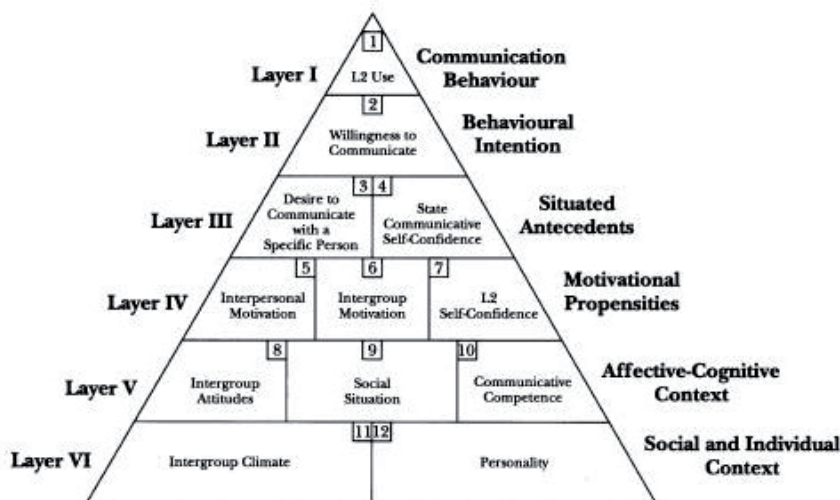 1
Layer I
L2 Use
Communication
Behaviour
2
Layer II
Willingness to
Communicate
Behavioural
Intention
3 4
Layer III
Desire to
Communicate
with a
Specific Person
State
Communicative
Self-Confidence
Situated
Antecedents
5 6 7
Layer IV
Interpersonal
Motivation
Intergroup
Motivation
L2
Self-Confidence
Motivational
Propensities
8 9 10
Layer V
Intergroup
Attitudes
Social
Situation
Communicative
Competence
Affective-Cognitive
Context
11 12
Layer VI
Intergroup Climate
Personality
Social and Individual
Context